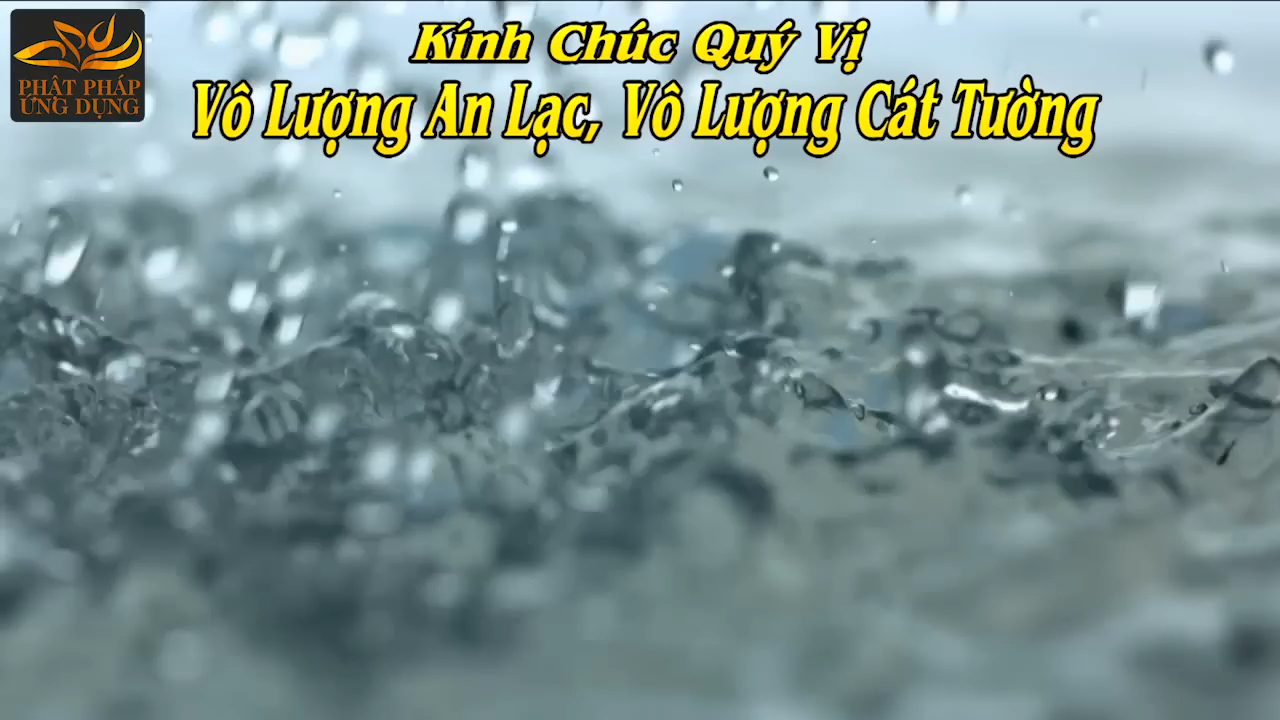 PHẬT PHÁP
ỨNG DỤNG
Kính Chúc Quý Vị
Vô Lượng An Lạc, Vô Lượng Cát Tường